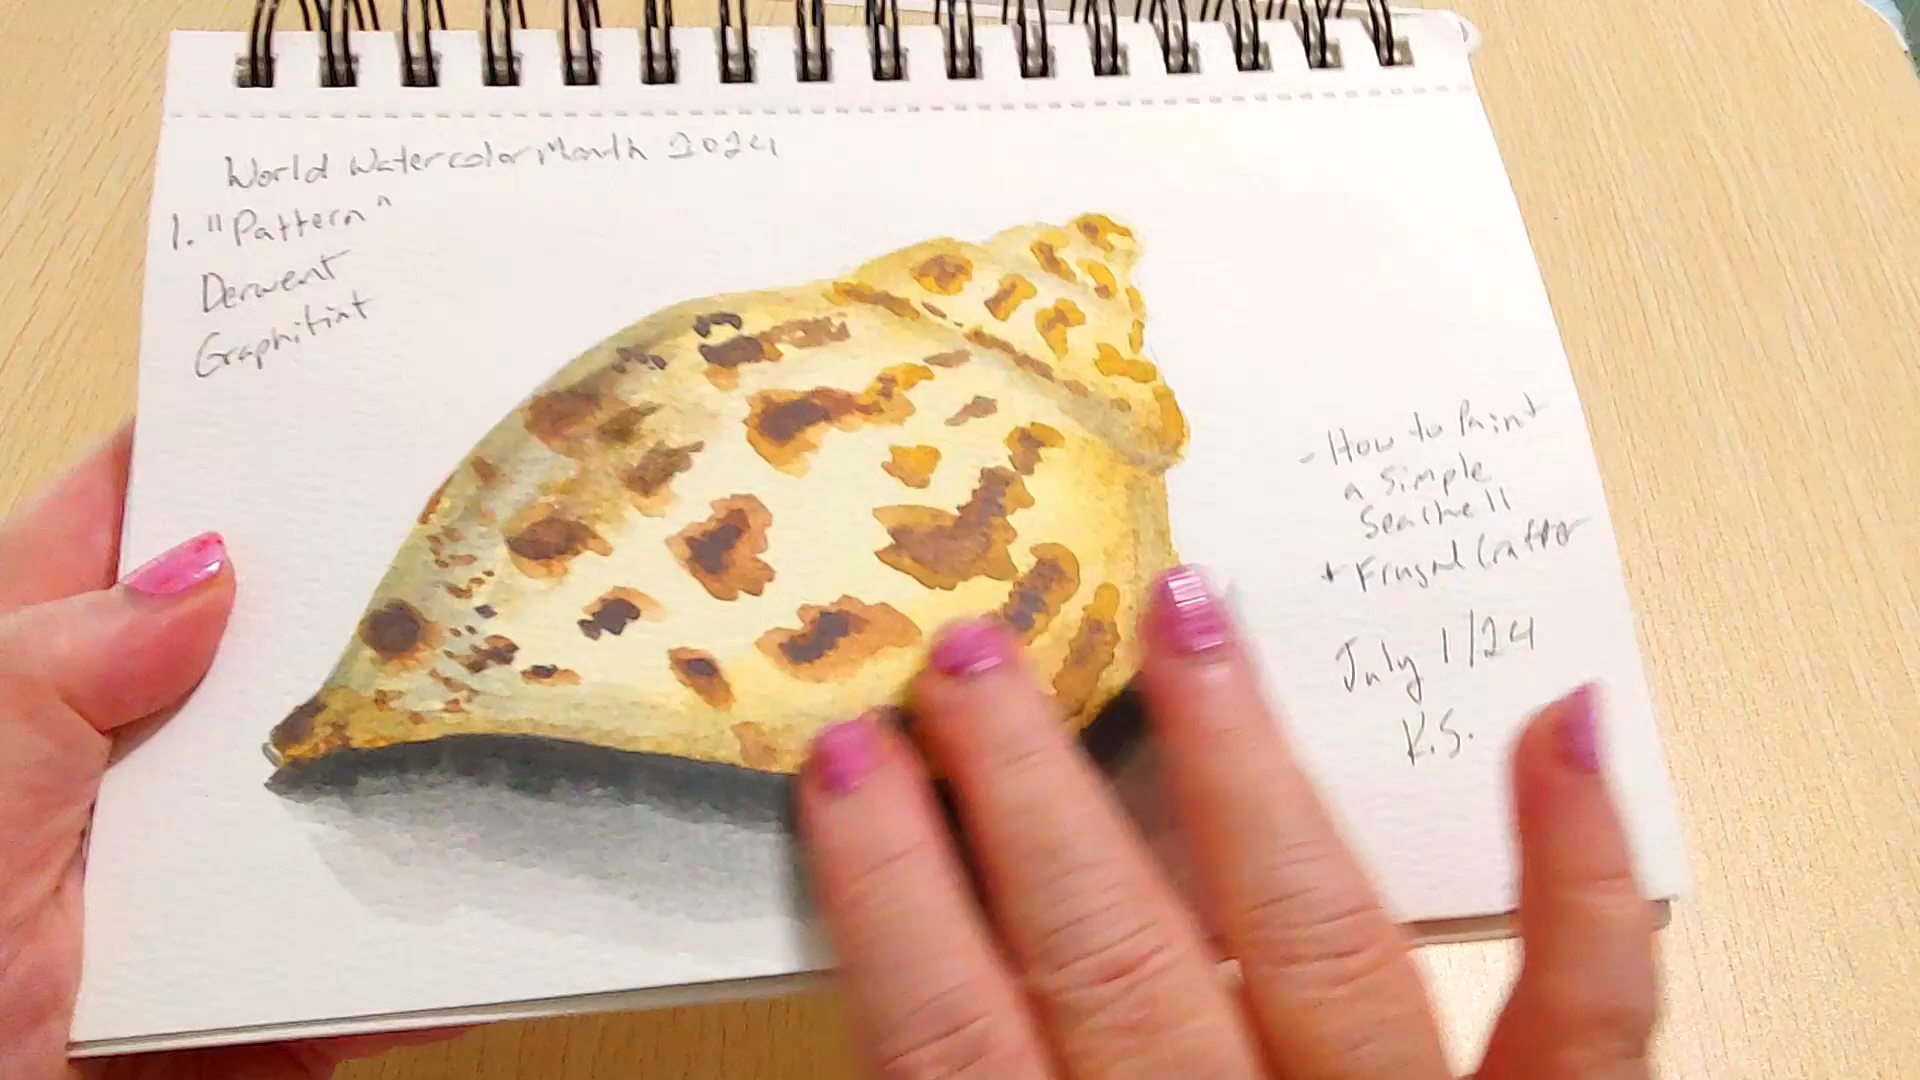 World Watercolor Month 2024
1. "Pattern"
Derwent
Graphitint
- How to Paint
a Simple
Seashell
+ Frugal Crafter
July 1/24
K.S.